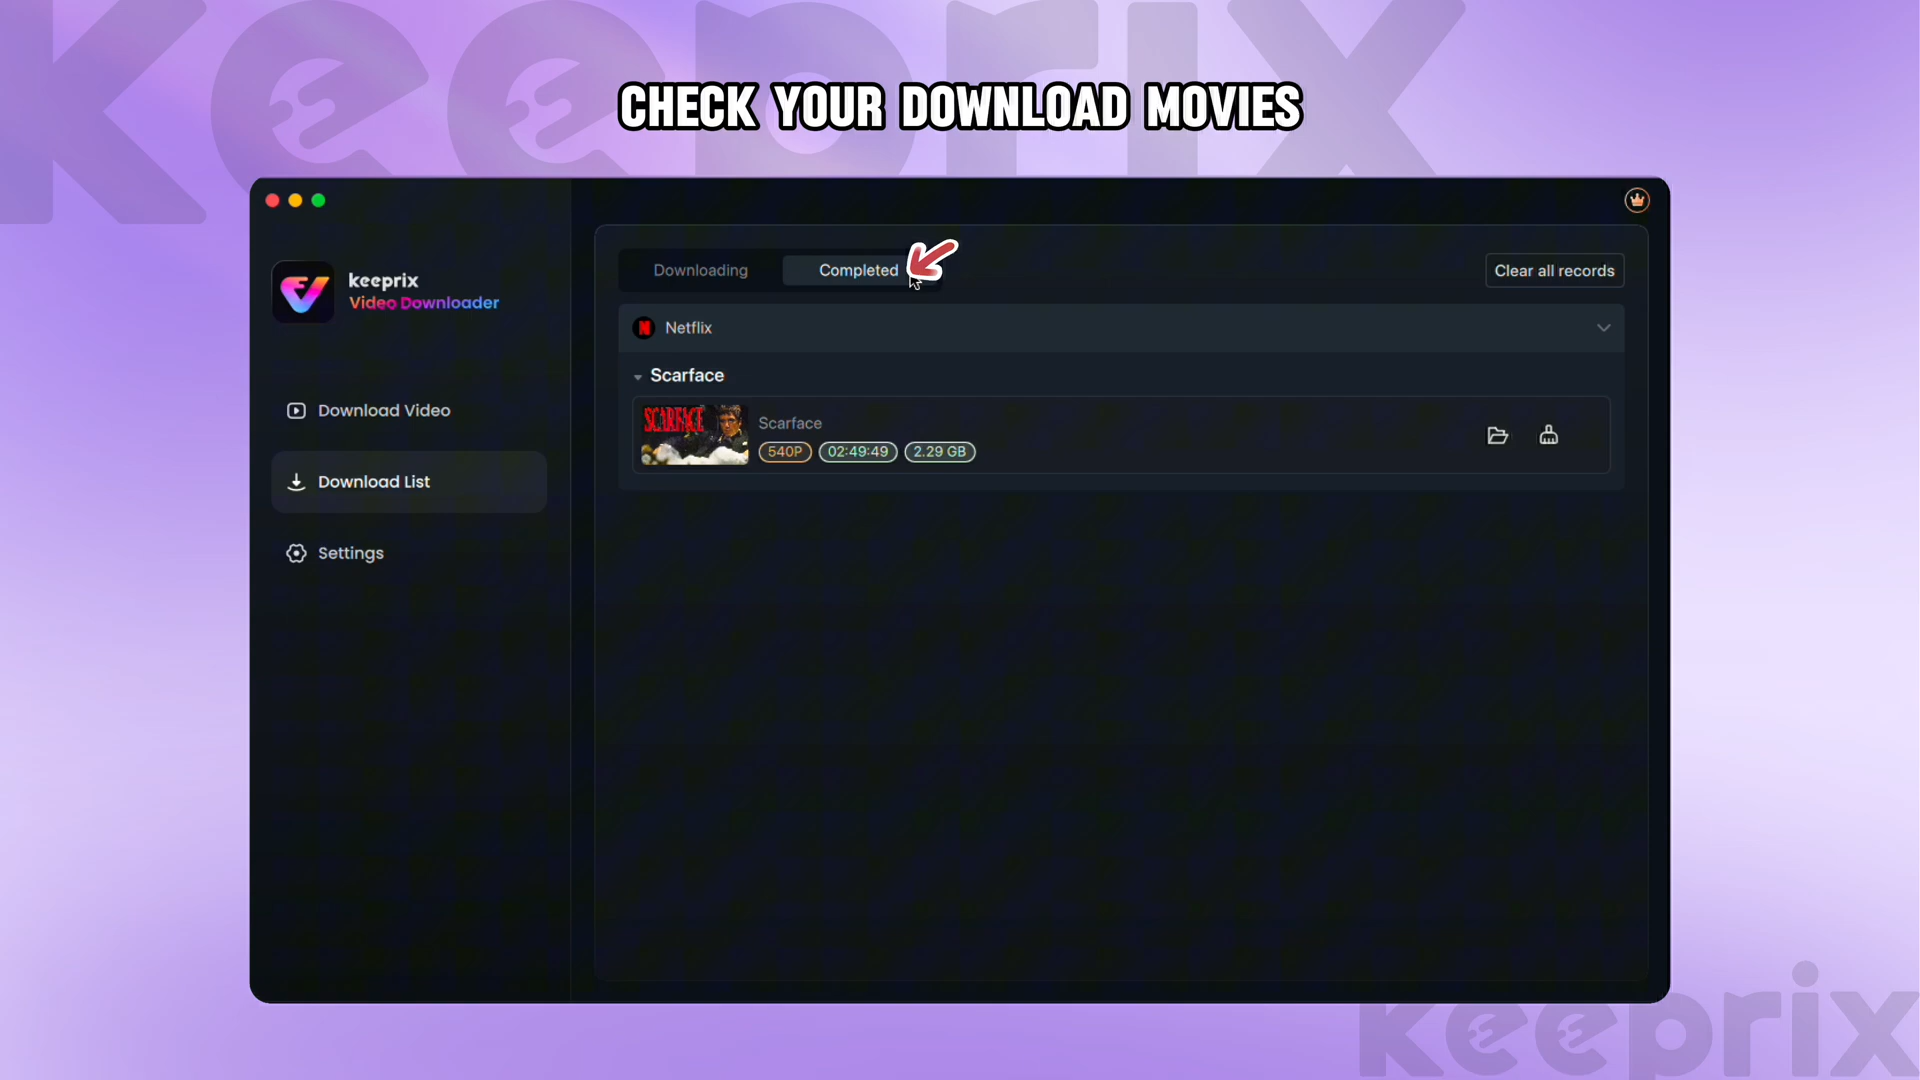 keeprix
CHECK YOUR DOWNLOAD MOVIES
keeprix
Video Downloader
Download Video
Download List
Settings
Downloading
Completed
Clear all records
Netflix
Scarface
SCARFACE
Scarface
540P
02:49:49
2.29 GB
keeprix